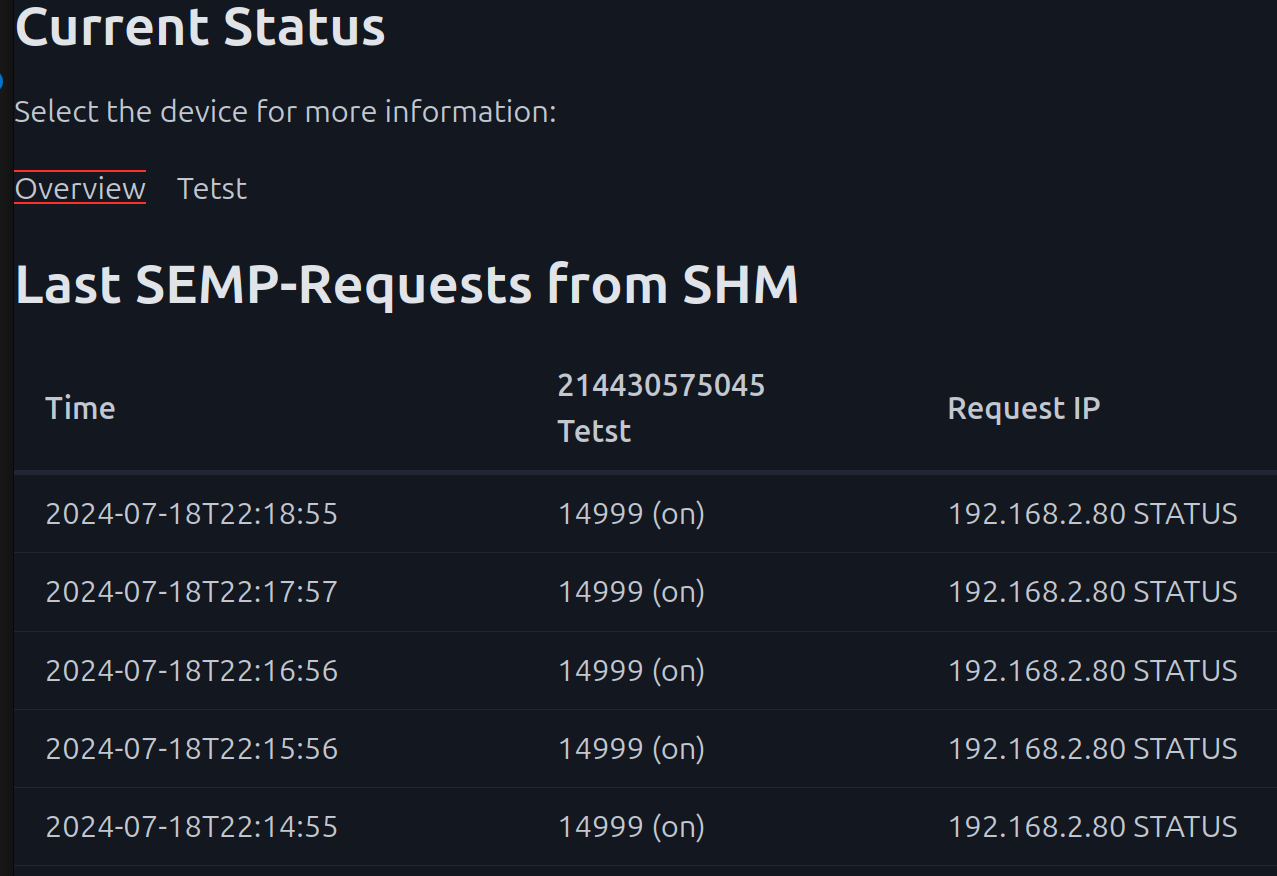 Current Status
Select the device for more information:
Overview Tetst
Last SEMP-Requests from SHM
Time 214430575045 Tetst Request IP
2024-07-18T22:18:55 14999 (on) 192.168.2.80 STATUS
2024-07-18T22:17:57 14999 (on) 192.168.2.80 STATUS
2024-07-18T22:16:56 14999 (on) 192.168.2.80 STATUS
2024-07-18T22:15:56 14999 (on) 192.168.2.80 STATUS
2024-07-18T22:14:55 14999 (on) 192.168.2.80 STATUS